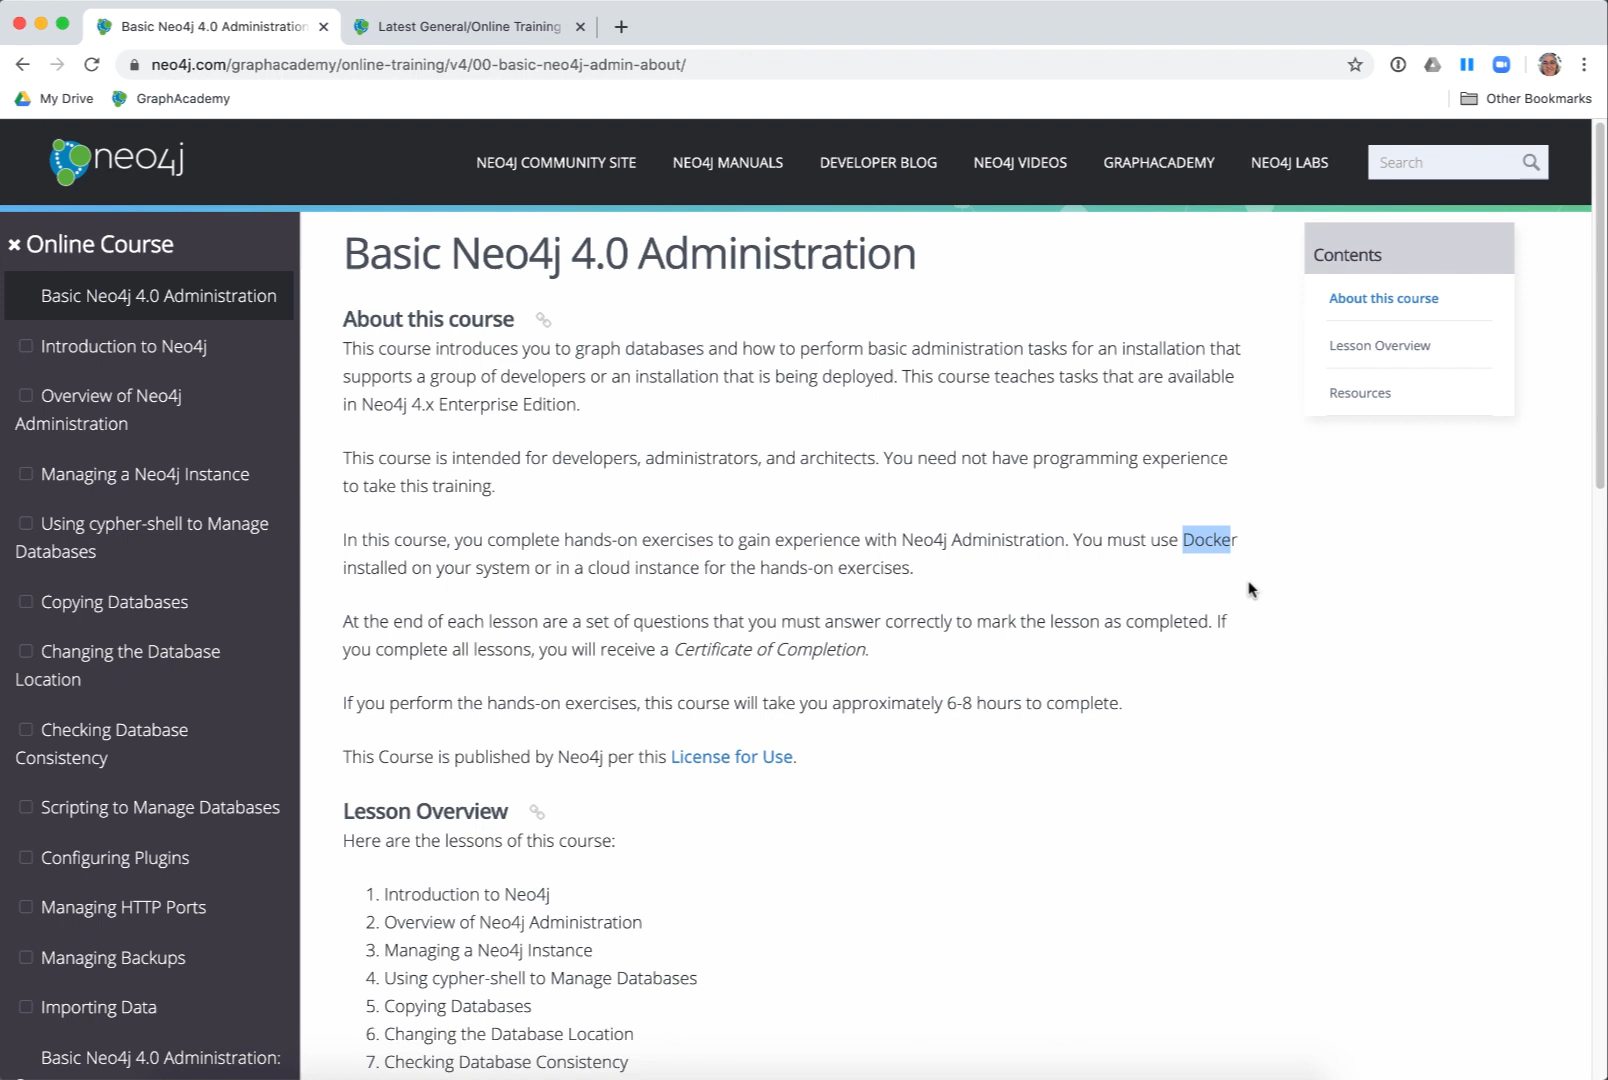 Basic Neo4j 4.0 Administration
Latest General/Online Training
neo4j.com/graphacademy/online-training/v4/00-basic-neo4j-admin-about/
My Drive
GraphAcademy
Other Bookmarks
neo4j
NEO4J COMMUNITY SITE
NEO4J MANUALS
DEVELOPER BLOG
NEO4J VIDEOS
GRAPHACADEMY
NEO4J LABS
Search
Online Course
Basic Neo4j 4.0 Administration
Introduction to Neo4j
Overview of Neo4j
Administration
Managing a Neo4j Instance
Using cypher-shell to Manage
Databases
Copying Databases
Changing the Database
Location
Checking Database
Consistency
Scripting to Manage Databases
Configuring Plugins
Managing HTTP Ports
Managing Backups
Importing Data
Basic Neo4j 4.0 Administration:
Basic Neo4j 4.0 Administration
About this course
This course introduces you to graph databases and how to perform basic administration tasks for an installation that
supports a group of developers or an installation that is being deployed. This course teaches tasks that are available
in Neo4j 4.x Enterprise Edition.
This course is intended for developers, administrators, and architects. You need not have programming experience
to take this training.
In this course, you complete hands-on exercises to gain experience with Neo4j Administration. You must use Docker
installed on your system or in a cloud instance for the hands-on exercises.
At the end of each lesson are a set of questions that you must answer correctly to mark the lesson as completed. If
you complete all lessons, you will receive a Certificate of Completion.
If you perform the hands-on exercises, this course will take you approximately 6-8 hours to complete.
This Course is published by Neo4j per this License for Use.
Lesson Overview
Here are the lessons of this course:
1. Introduction to Neo4j
2. Overview of Neo4j Administration
3. Managing a Neo4j Instance
4. Using cypher-shell to Manage Databases
5. Copying Databases
6. Changing the Database Location
7. Checking Database Consistency
Contents
About this course
Lesson Overview
Resources